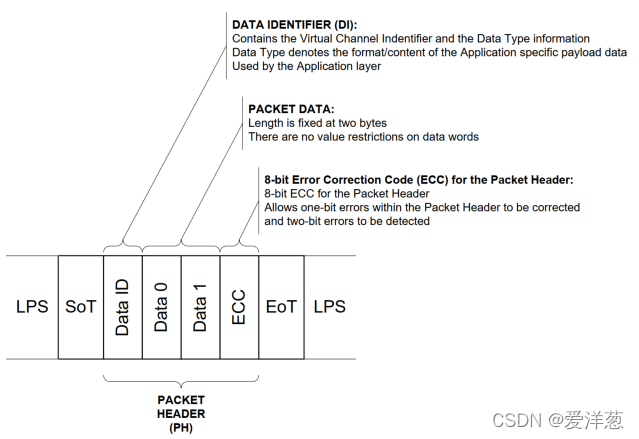 DATA IDENTIFIER (DI):
Contains the Virtual Channel Indentifier and the Data Type information
Data Type denotes the format/content of the Application specific payload data
Used by the Application layer
PACKET DATA:
Length is fixed at two bytes
There are no value restrictions on data words
8-bit Error Correction Code (ECC) for the Packet Header:
8-bit ECC for the Packet Header
Allows one-bit errors within the Packet Header to be corrected
and two-bit errors to be detected
LPS
SoT
Data ID
Data 0
Data 1
ECC
EoT
LPS
PACKET
HEADER
(PH)
CSDN @爱洋葱